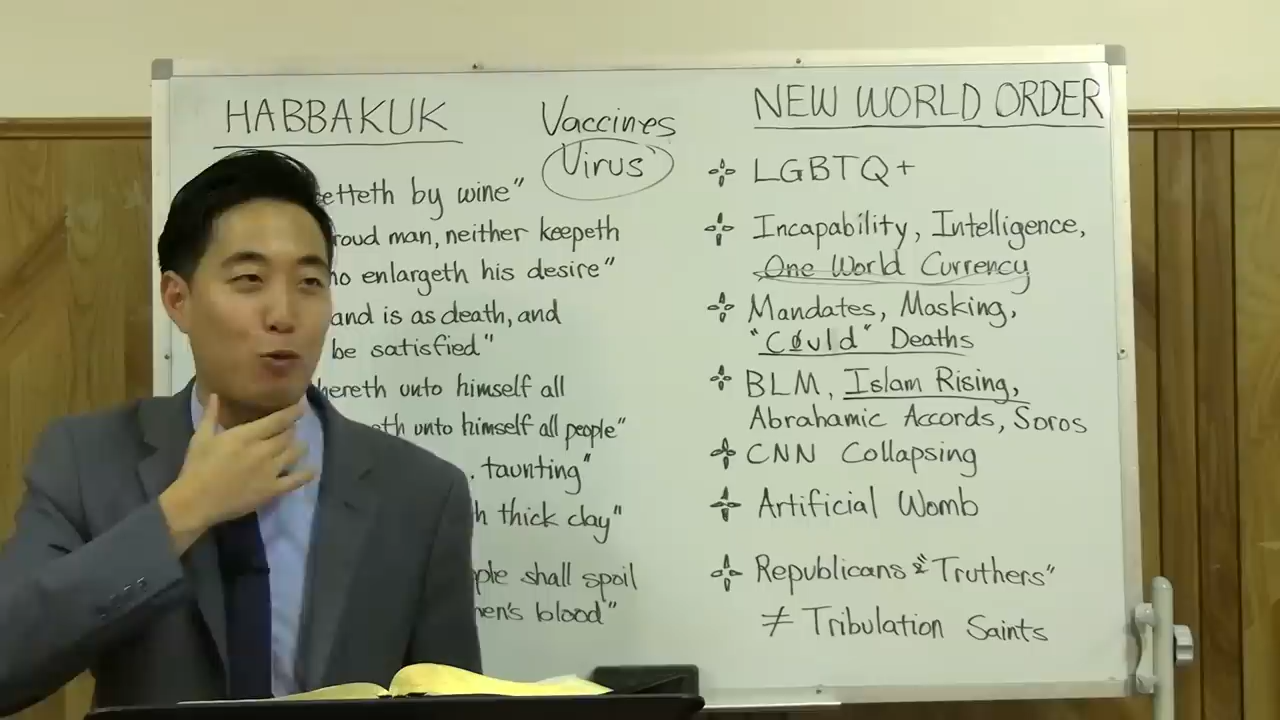 HABBAKUK
etteth by wine"
roud man, neither keepeth
ho enlargeth his desire"
and is as death, and
be satisfied"
hereth unto himself all
eth unto himself all people"
. taunting"
h thick clay"
ple shall spoil
men's blood"
Vaccines
Virus
NEW WORLD ORDER
LGBTQ+
Incapability, Intelligence,
One World Currency
Mandates, Masking,
"Could" Deaths
BLM, Islam Rising,
Abrahamic Accords, Soros
CNN Collapsing
Artificial Womb
Republicans & "Truthers"
≠ Tribulation Saints